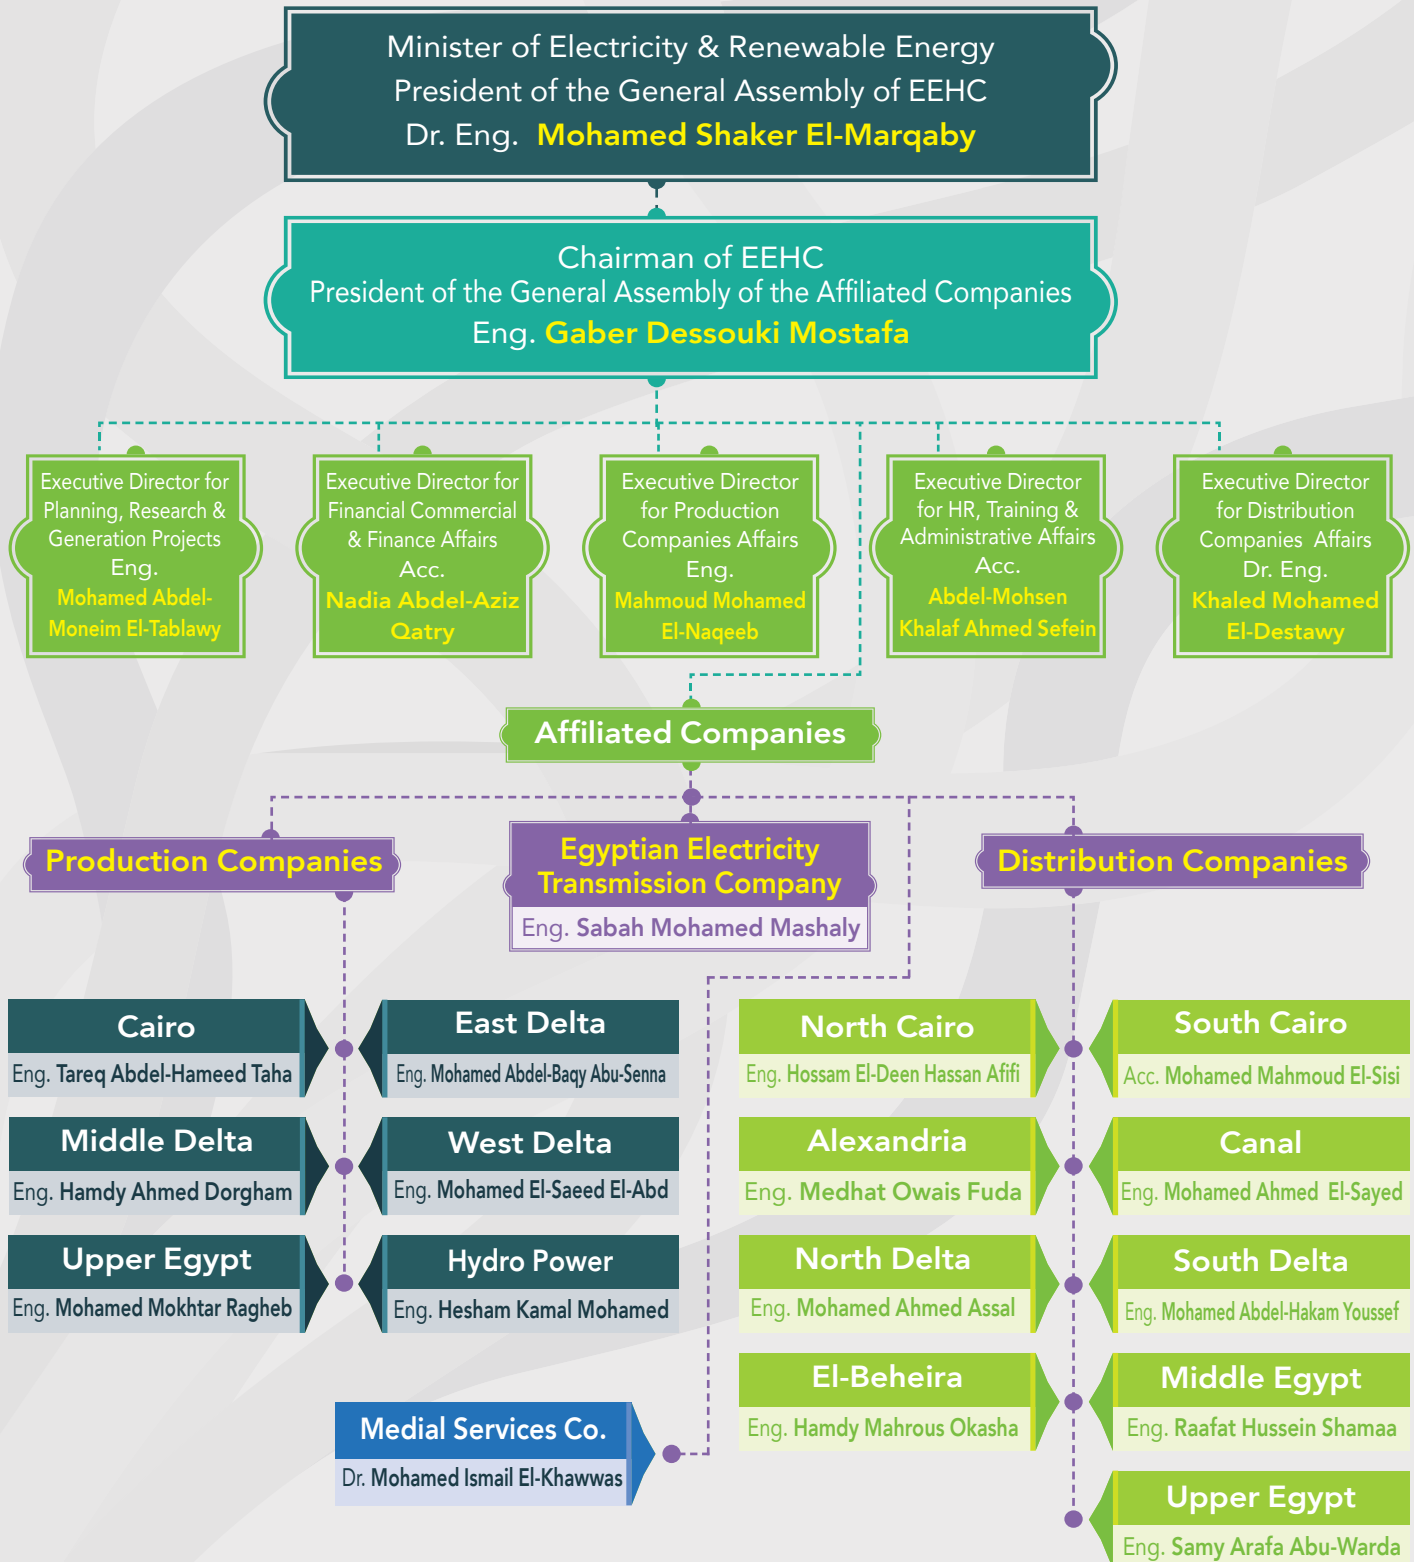 Minister of Electricity & Renewable Energy
President of the General Assembly of EEHC
Dr. Eng. Mohamed Shaker El-Marqaby
Chairman of EEHC
President of the General Assembly of the Affiliated Companies
Eng. Gaber Dessouki Mostafa
Executive Director for
Planning, Research &
Generation Projects
Eng.
Mohamed Abdel-
Moneim El-Tablawy
Executive Director for
Financial Commercial
& Finance Affairs
Acc.
Nadia Abdel-Aziz
Qatry
Executive Director
for Production
Companies Affairs
Eng.
Mahmoud Mohamed
El-Naqeeb
Executive Director
for HR, Training &
Administrative Affairs
Acc.
Abdel-Mohsen
Khalaf Ahmed Sefein
Executive Director
for Distribution
Companies Affairs
Dr. Eng.
Khaled Mohamed
El-Destawy
Affiliated Companies
Production Companies
Egyptian Electricity
Transmission Company
Eng. Sabah Mohamed Mashaly
Distribution Companies
Cairo
Eng. Tareq Abdel-Hameed Taha
East Delta
Eng. Mohamed Abdel-Baqy Abu-Senna
Middle Delta
Eng. Hamdy Ahmed Dorgham
West Delta
Eng. Mohamed El-Saeed El-Abd
Upper Egypt
Eng. Mohamed Mokhtar Ragheb
Hydro Power
Eng. Hesham Kamal Mohamed
Medial Services Co.
Dr. Mohamed Ismail El-Khawwas
North Cairo
Eng. Hossam El-Deen Hassan Afifi
South Cairo
Acc. Mohamed Mahmoud El-Sisi
Alexandria
Eng. Medhat Owais Fuda
Canal
Eng. Mohamed Ahmed El-Sayed
North Delta
Eng. Mohamed Ahmed Assal
South Delta
Eng. Mohamed Abdel-Hakam Youssef
El-Beheira
Eng. Hamdy Mahrous Okasha
Middle Egypt
Eng. Raafat Hussein Shamaa
Upper Egypt
Eng. Samy Arafa Abu-Warda